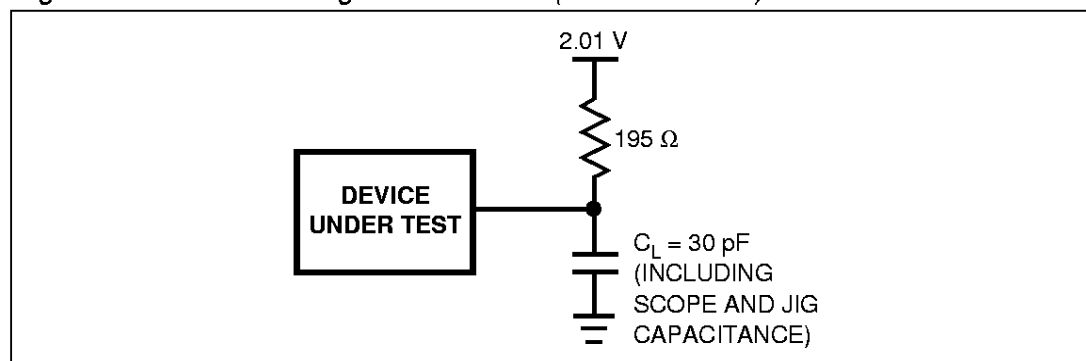 2.01 V
195 Ω
DEVICE
UNDER TEST
C_L = 30 pF
(INCLUDING
SCOPE AND JIG
CAPACITANCE)